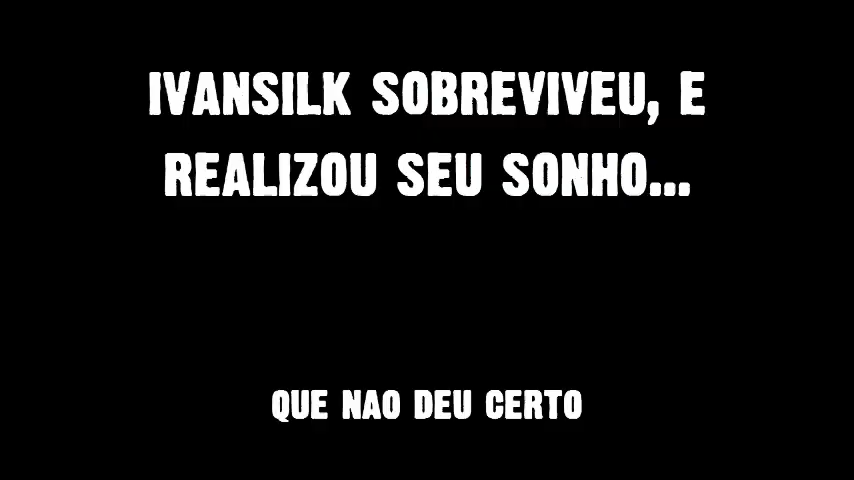 IVANSILK SOBREVIVEU, E
REALIZOU SEU SONHO...
QUE NAO DEU CERTO